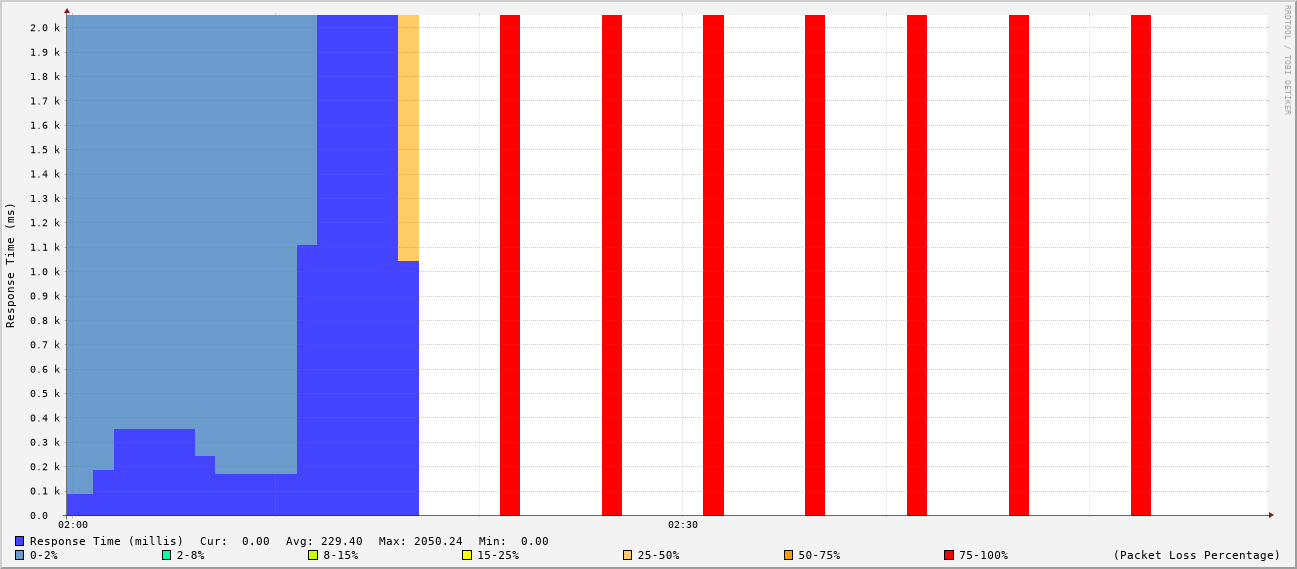 RRDTOOL / TOBI OETIKER
Response Time (ms)
2.0 k
1.9 k
1.8 k
1.7 k
1.6 k
1.5 k
1.4 k
1.3 k
1.2 k
1.1 k
1.0 k
0.9 k
0.8 k
0.7 k
0.6 k
0.5 k
0.4 k
0.3 k
0.2 k
0.1 k
0.0
02:00 02:30
Response Time (millis) Cur: 0.00 Avg: 229.40 Max: 2050.24 Min: 0.00
0-2% 2-8% 8-15% 15-25% 25-50% 50-75% 75-100% (Packet Loss Percentage)